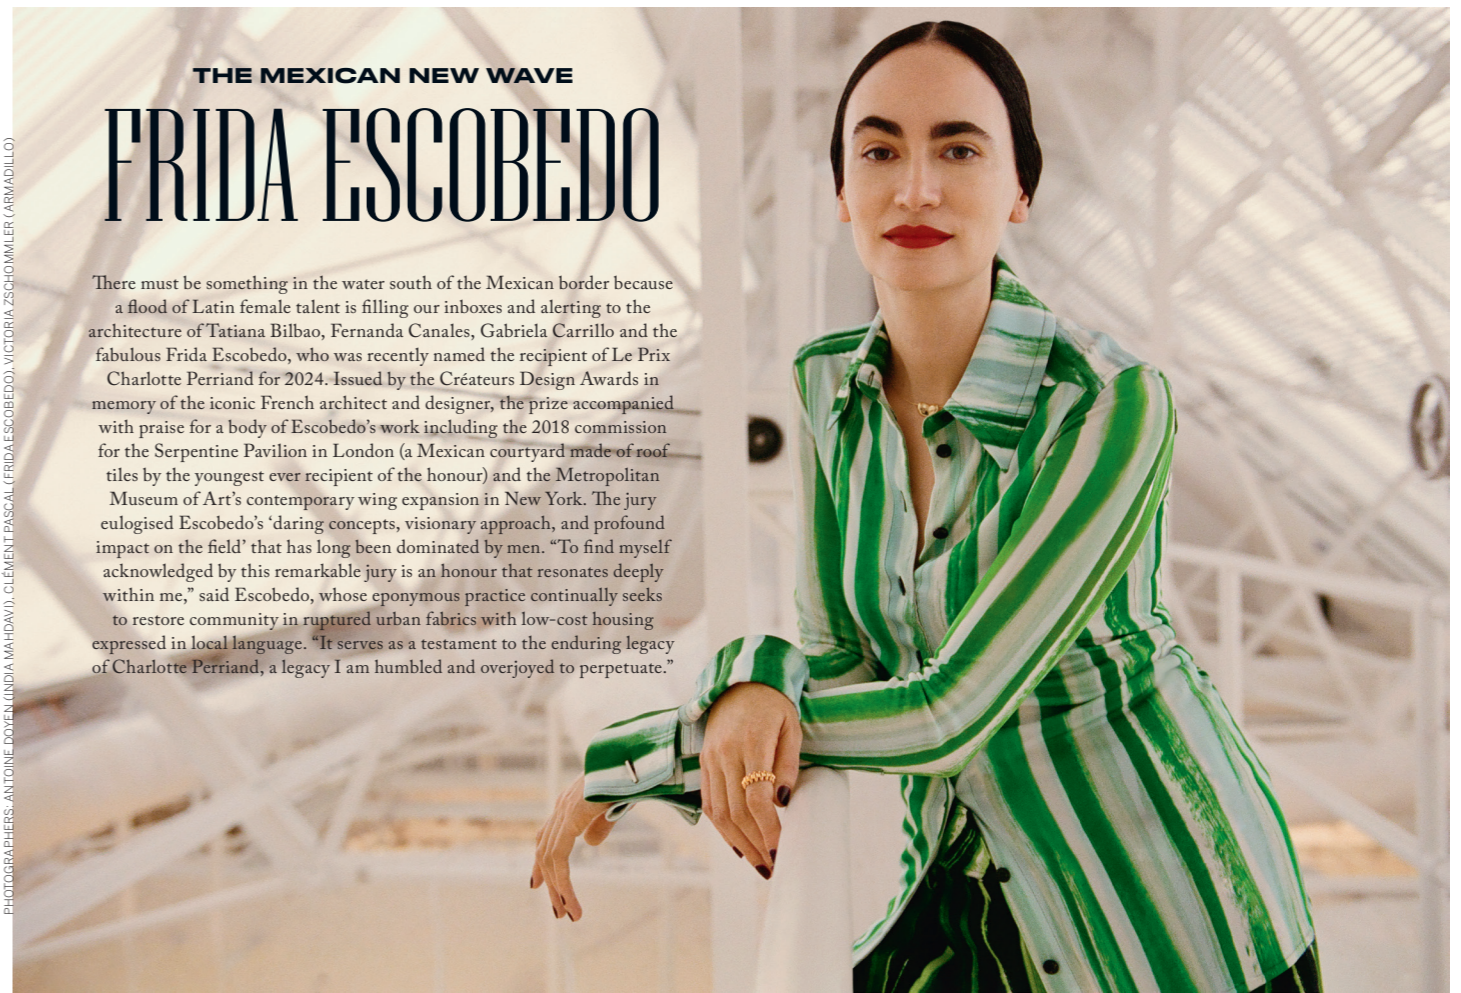 THE MEXICAN NEW WAVE
FRIDA ESCOBEDO
There must be something in the water south of the Mexican border because
a flood of Latin female talent is filling our inboxes and alerting to the
architecture of Tatiana Bilbao, Fernanda Canales, Gabriela Carrillo and the
fabulous Frida Escobedo, who was recently named the recipient of Le Prix
Charlotte Perriand for 2024. Issued by the Créateurs Design Awards in
memory of the iconic French architect and designer, the prize accompanied
with praise for a body of Escobedo’s work including the 2018 commission
for the Serpentine Pavilion in London (a Mexican courtyard made of roof
tiles by the youngest ever recipient of the honour) and the Metropolitan
Museum of Art’s contemporary wing expansion in New York. The jury
eulogised Escobedo’s ‘daring concepts, visionary approach, and profound
impact on the field’ that has long been dominated by men. “To find myself
acknowledged by this remarkable jury is an honour that resonates deeply
within me,” said Escobedo, whose eponymous practice continually seeks
to restore community in ruptured urban fabrics with low-cost housing
expressed in local language. “It serves as a testament to the enduring legacy
of Charlotte Perriand, a legacy I am humbled and overjoyed to perpetuate.”
PHOTOGRAPHERS: ANTOINE DOYEN (INDIA MAHDAVI), CLÉMENT PASCAL (FRIDA ESCOBEDO), VICTORIA ZSCHOMMLER (ARMADILLO)